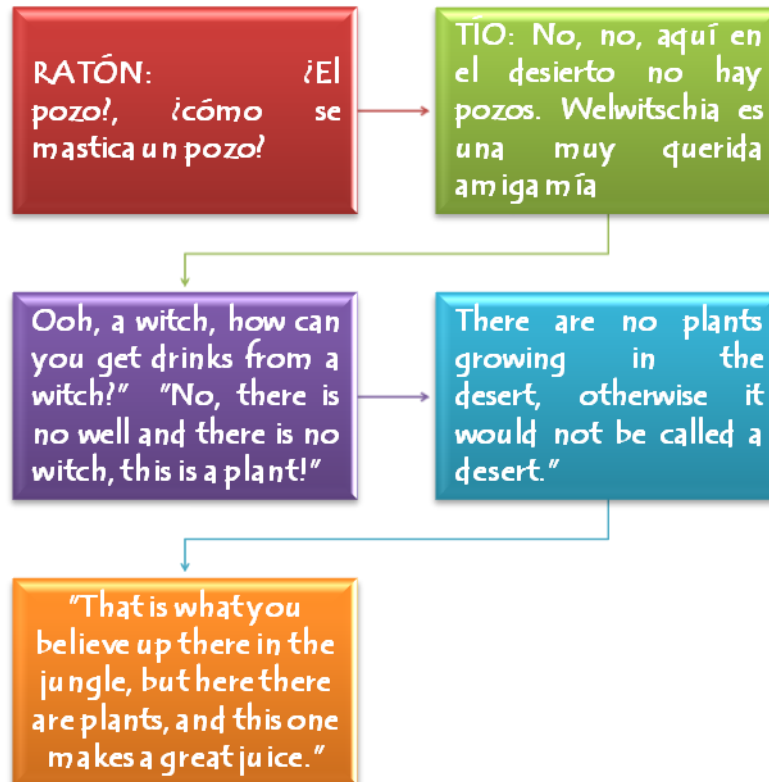 RATÓN: ¿El
pozo?, ¿cómo se
mastica un pozo?
TÍO: No, no, aquí en
el desierto no hay
pozos. Welwitschia es
una muy querida
amiga mía
Ooh, a witch, how can
you get drinks from a
witch?" "No, there is
no well and there is no
witch, this is a plant!"
There are no plants
growing in the
desert, otherwise it
would not be called a
desert."
"That is what you
believe up there in the
jungle, but here there
are plants, and this one
makes a great juice."